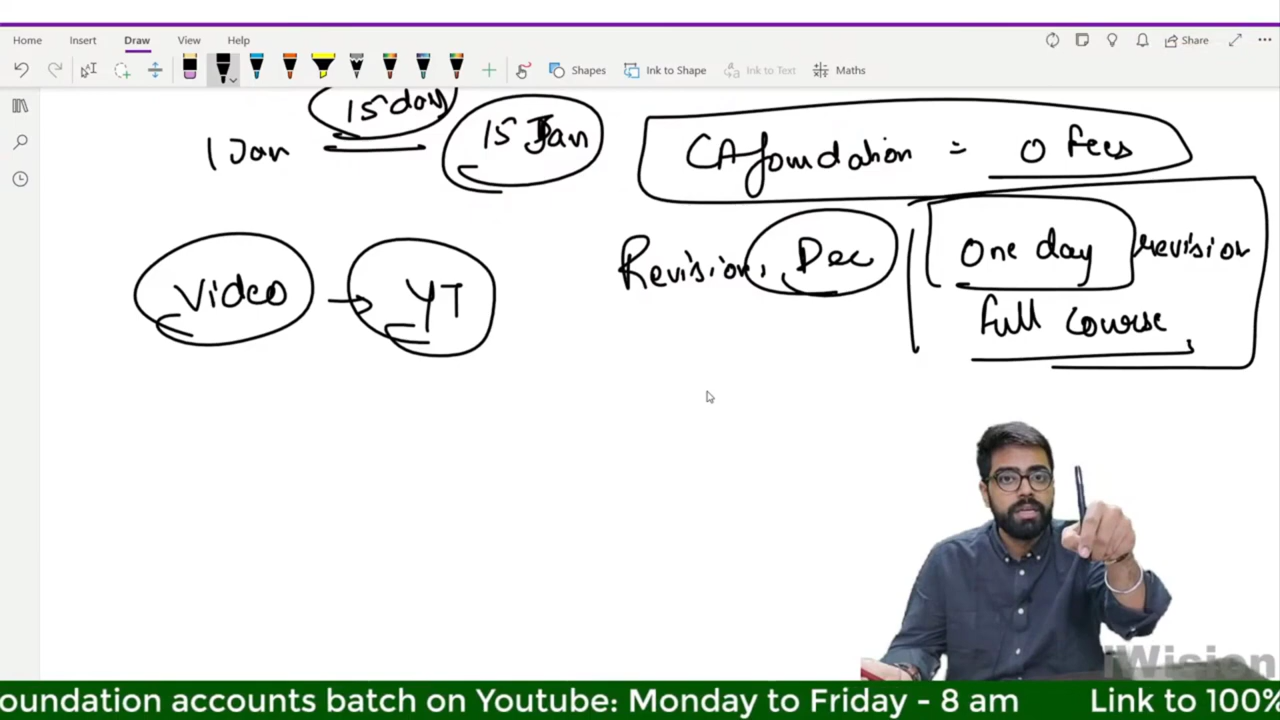 Home Insert Draw View Help
Share
Shapes Ink to Shape Ink to Text Maths
15 day
1 Jan 15 Jan
CA foundation = 0 fees
Revision, Dec One day revision
full course
Video → YT
iWision
oundation accounts batch on Youtube: Monday to Friday - 8 am Link to 100%